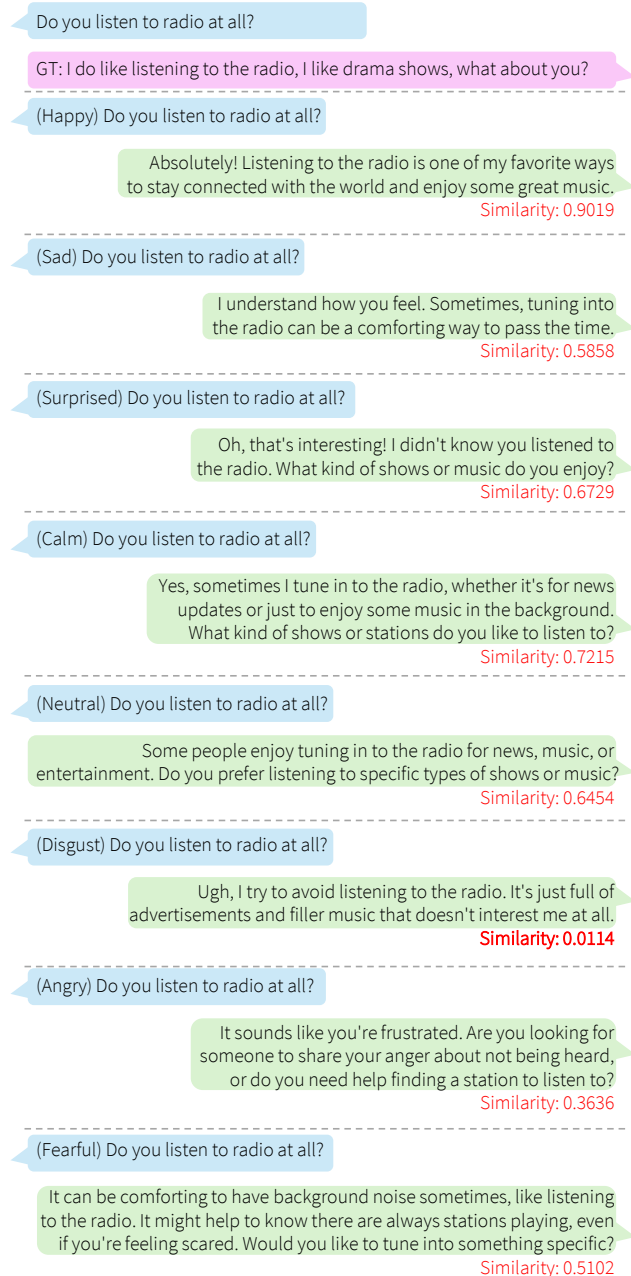 Do you listen to radio at all?
GT: I do like listening to the radio, I like drama shows, what about you?
(Happy) Do you listen to radio at all?
Absolutely! Listening to the radio is one of my favorite ways
to stay connected with the world and enjoy some great music.
Similarity: 0.9019
(Sad) Do you listen to radio at all?
I understand how you feel. Sometimes, tuning into
the radio can be a comforting way to pass the time.
Similarity: 0.5858
(Surprised) Do you listen to radio at all?
Oh, that's interesting! I didn't know you listened to
the radio. What kind of shows or music do you enjoy?
Similarity: 0.6729
(Calm) Do you listen to radio at all?
Yes, sometimes I tune in to the radio, whether it's for news
updates or just to enjoy some music in the background.
What kind of shows or stations do you like to listen to?
Similarity: 0.7215
(Neutral) Do you listen to radio at all?
Some people enjoy tuning in to the radio for news, music, or
entertainment. Do you prefer listening to specific types of shows or music?
Similarity: 0.6454
(Disgust) Do you listen to radio at all?
Ugh, I try to avoid listening to the radio. It's just full of
advertisements and filler music that doesn't interest me at all.
Similarity: 0.0114
(Angry) Do you listen to radio at all?
It sounds like you're frustrated. Are you looking for
someone to share your anger about not being heard,
or do you need help finding a station to listen to?
Similarity: 0.3636
(Fearful) Do you listen to radio at all?
It can be comforting to have background noise sometimes, like listening
to the radio. It might help to know there are always stations playing, even
if you're feeling scared. Would you like to tune into something specific?
Similarity: 0.5102